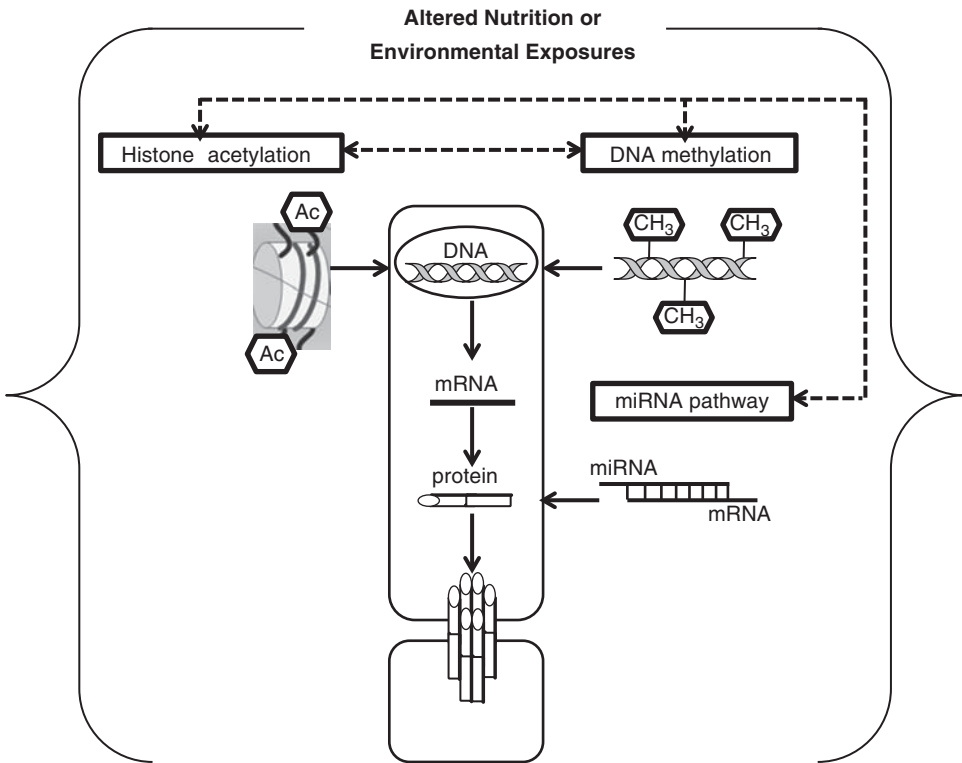 Altered Nutrition or
Environmental Exposures
Histone acetylation
DNA methylation
Ac
DNA
CH3
CH3
CH3
Ac
mRNA
miRNA pathway
protein
miRNA
mRNA